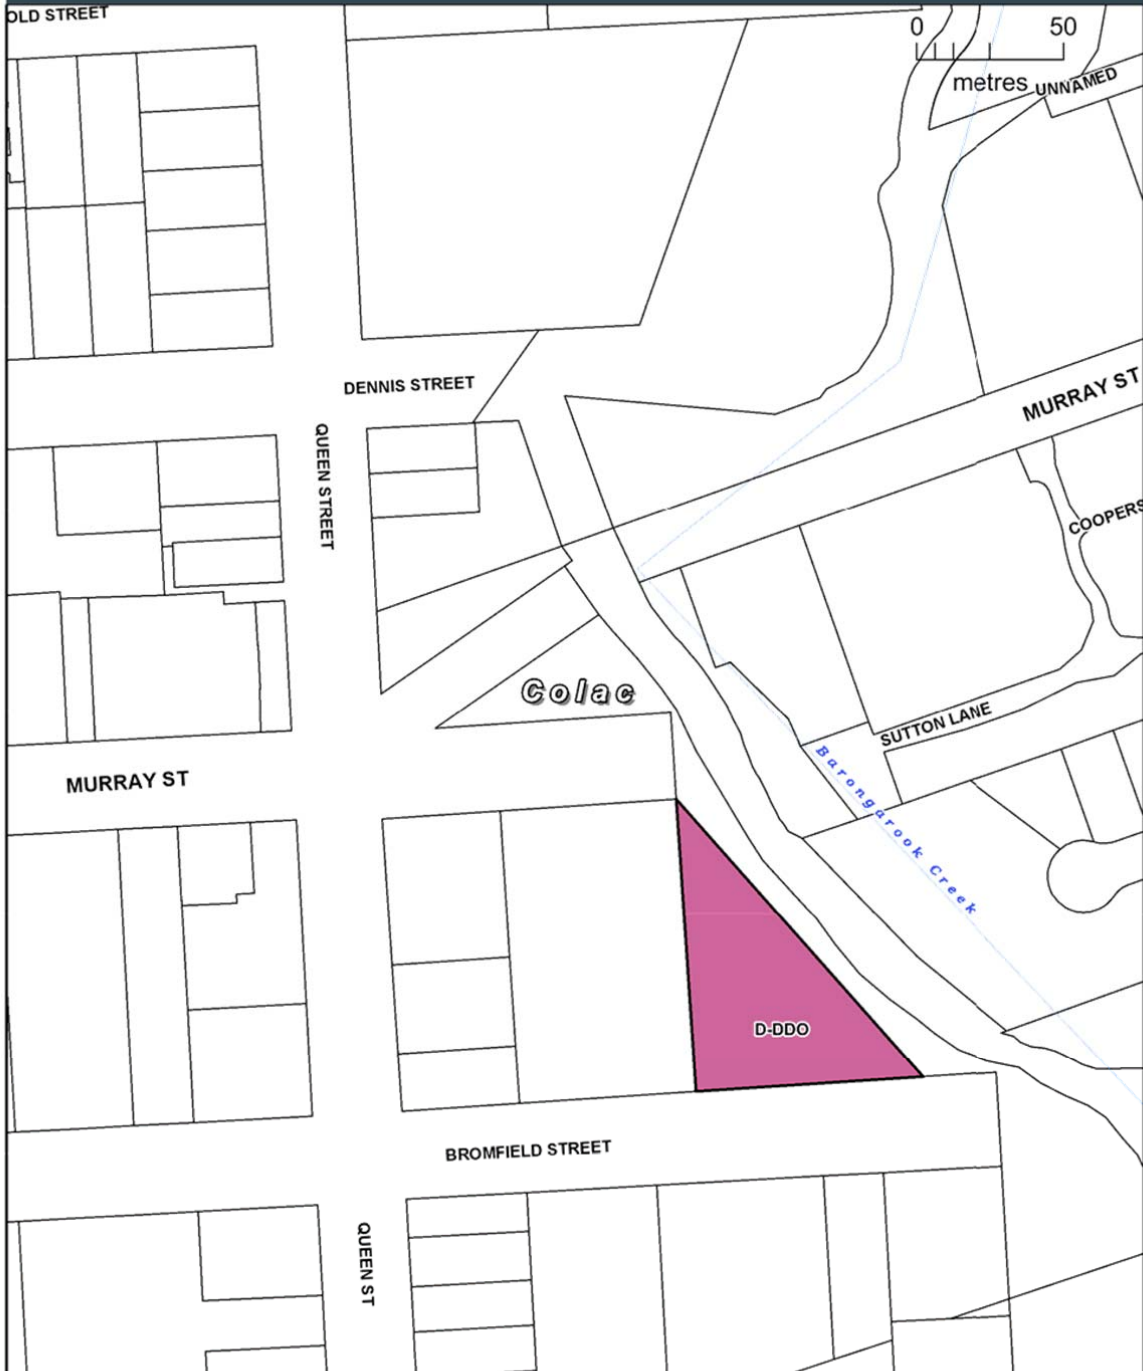 OLD STREET
0 50
metres
UNNAMED
DENNIS STREET
MURRAY ST
QUEEN STREET
COOPERS
Colac
SUTTON LANE
MURRAY ST
Barongarook Creek
D-DDO
BROMFIELD STREET
QUEEN ST